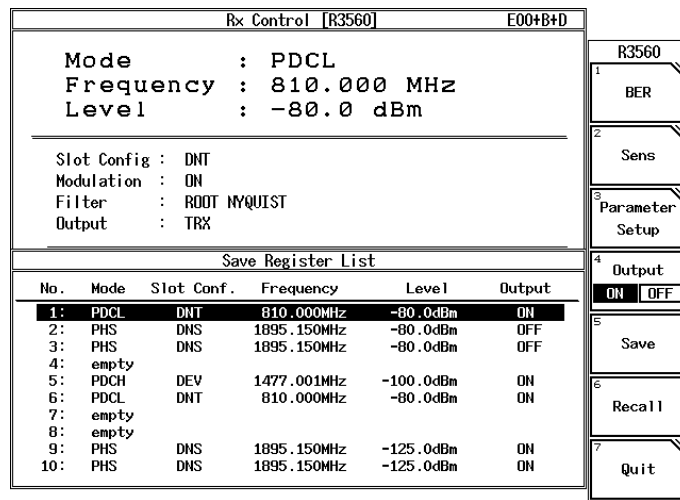 Rx Control [R3560] E00+B+D
Mode : PDCL
Frequency : 810.000 MHz
Level : -80.0 dBm
Slot Config : DNT
Modulation : ON
Filter : ROOT NYQUIST
Output : TRX
Save Register List
No. Mode Slot Conf. Frequency Level Output
1: PDCL DNT 810.000MHz -80.0dBm ON
2: PHS DNS 1895.150MHz -80.0dBm OFF
3: PHS DNS 1895.150MHz -80.0dBm OFF
4: empty
5: PDCH DEV 1477.001MHz -100.0dBm ON
6: PDCL DNT 810.000MHz -80.0dBm ON
7: empty
8: empty
9: PHS DNS 1895.150MHz -125.0dBm ON
10: PHS DNS 1895.150MHz -125.0dBm ON
R3560
1
BER
2
Sens
3
Parameter
Setup
4
Output
ON OFF
5
Save
6
Recall
7
Quit